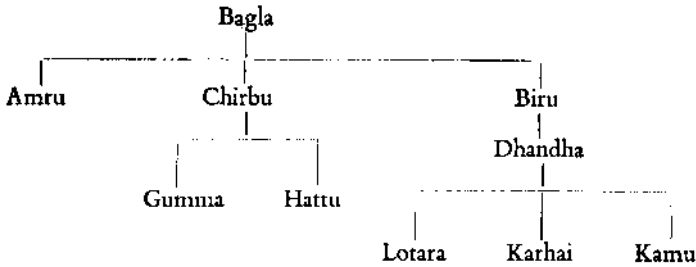 Bagla
Amru Chirbu Biru
Dhandha
Gumma Hattu
Lotara Karhai Kamu